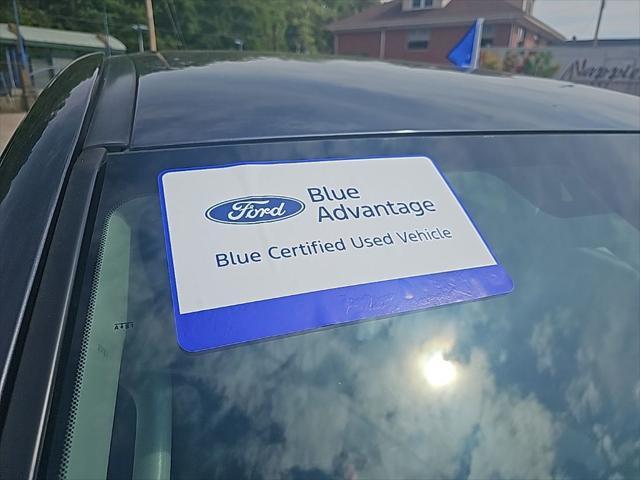 Ford
Blue
Advantage
Blue Certified Used Vehicle